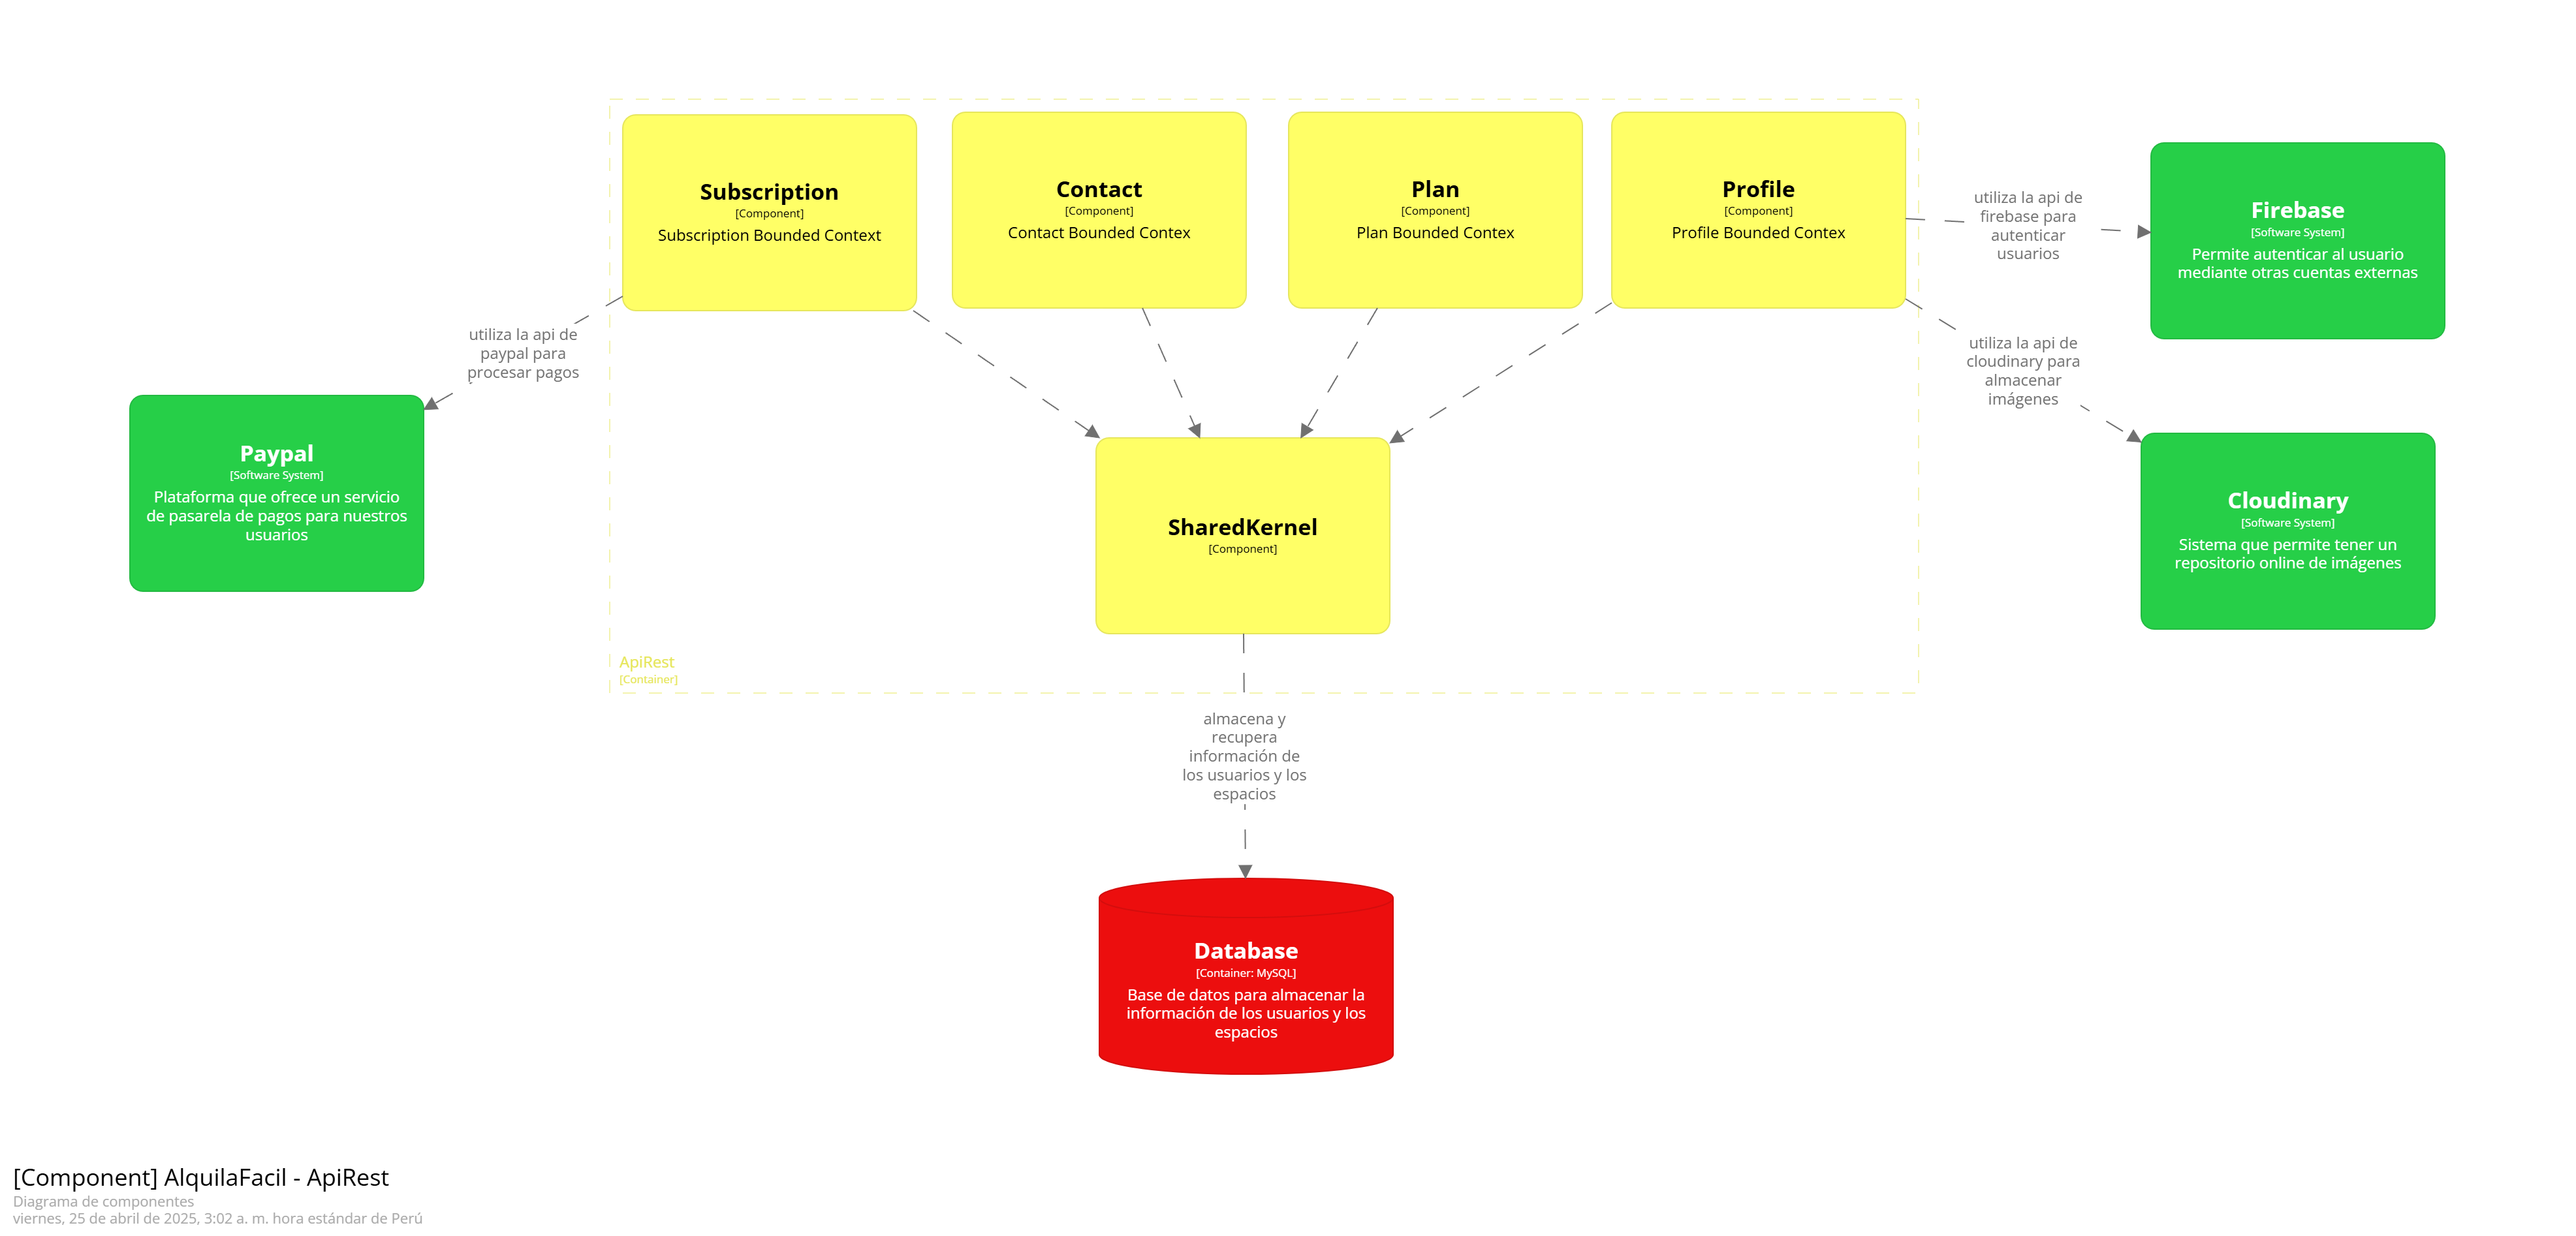 Subscription
[Component]
Subscription Bounded Context
Contact
[Component]
Contact Bounded Contex
Plan
[Component]
Plan Bounded Contex
Profile
[Component]
Profile Bounded Contex
utiliza la api de
firebase para
autenticar
usuarios
Firebase
[Software System]
Permite autenticar al usuario
mediante otras cuentas externas
utiliza la api de
paypal para
procesar pagos
utiliza la api de
cloudinary para
almacenar
imágenes
Paypal
[Software System]
Plataforma que ofrece un servicio
de pasarela de pagos para nuestros
usuarios
SharedKernel
[Component]
Cloudinary
[Software System]
Sistema que permite tener un
repositorio online de imágenes
ApiRest
[Container]
almacena y
recupera
información de
los usuarios y los
espacios
Database
[Container: MySQL]
Base de datos para almacenar la
información de los usuarios y los
espacios
[Component] AlquilaFacil - ApiRest
Diagrama de componentes
viernes, 25 de abril de 2025, 3:02 a. m. hora estándar de Perú